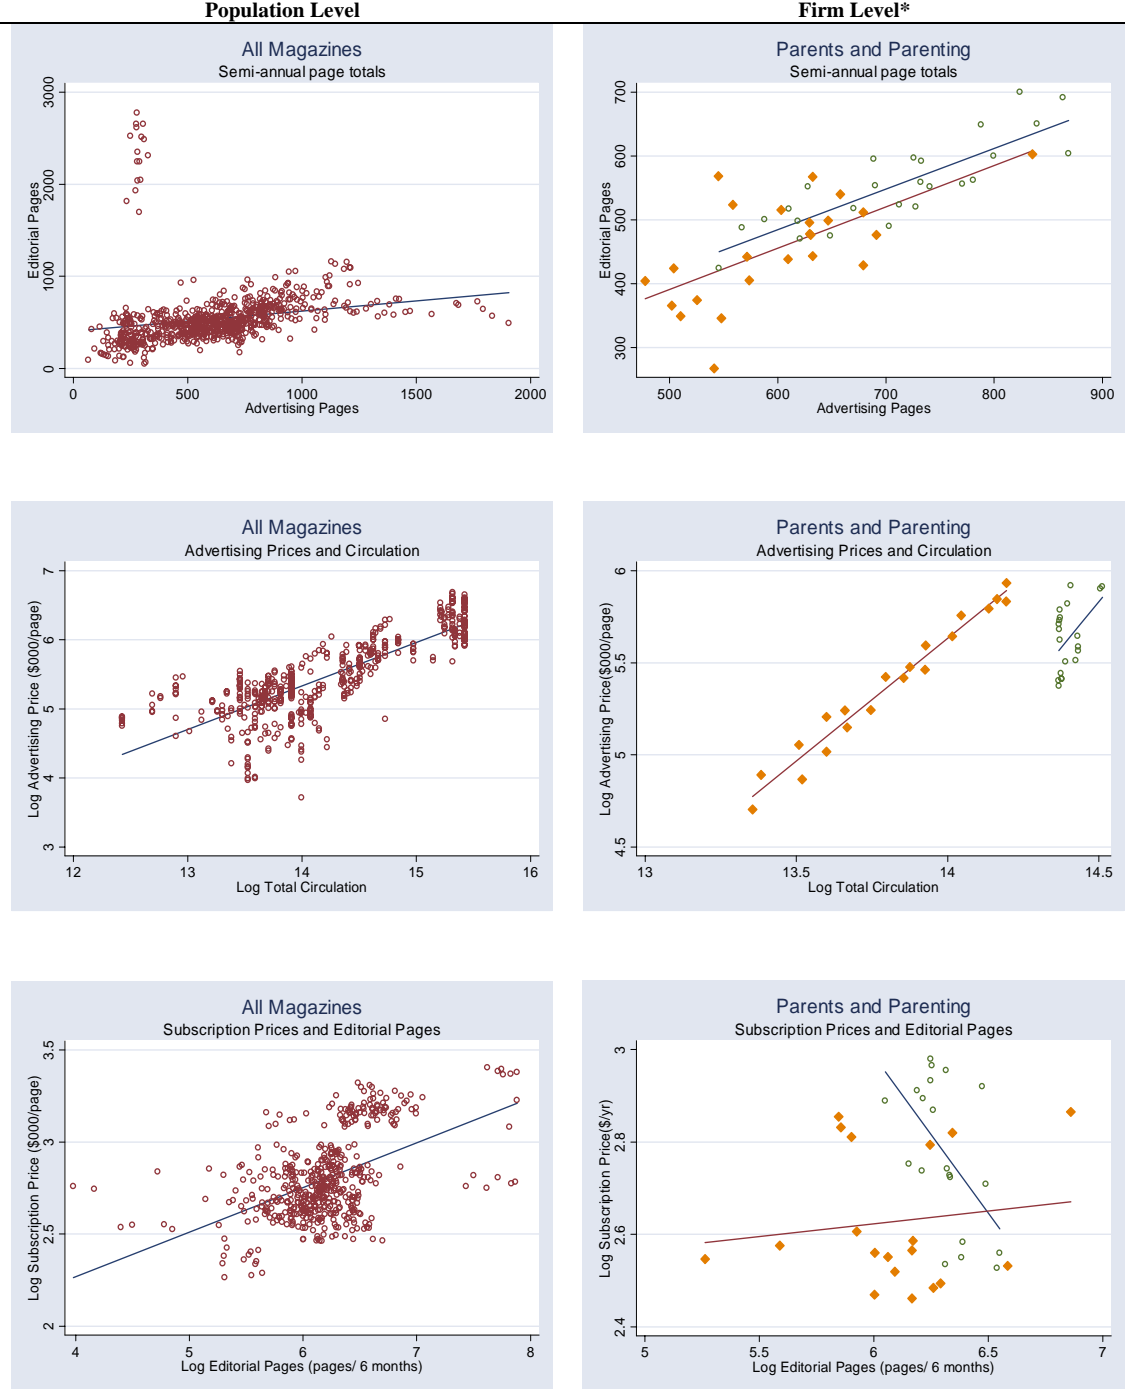 Population Level
Firm Level*
All Magazines
Semi-annual page totals
Editorial Pages
3000
2000
1000
0
0 500 1000 1500 2000
Advertising Pages
Parents and Parenting
Semi-annual page totals
Editorial Pages
700
600
500
400
300
500 600 700 800 900
Advertising Pages
All Magazines
Advertising Prices and Circulation
Log Advertising Price ($000/page)
7
6
5
4
3
12 13 14 15 16
Log Total Circulation
Parents and Parenting
Advertising Prices and Circulation
Log Advertising Price($000/page)
6
5.5
5
4.5
13 13.5 14 14.5
Log Total Circulation
All Magazines
Subscription Prices and Editorial Pages
Log Subscription Price ($000/page)
3.5
3
2.5
2
4 5 6 7 8
Log Editorial Pages (pages/ 6 months)
Parents and Parenting
Subscription Prices and Editorial Pages
Log Subscription Price($/yr)
3
2.8
2.6
2.4
5 5.5 6 6.5 7
Log Editorial Pages (pages/ 6 months)